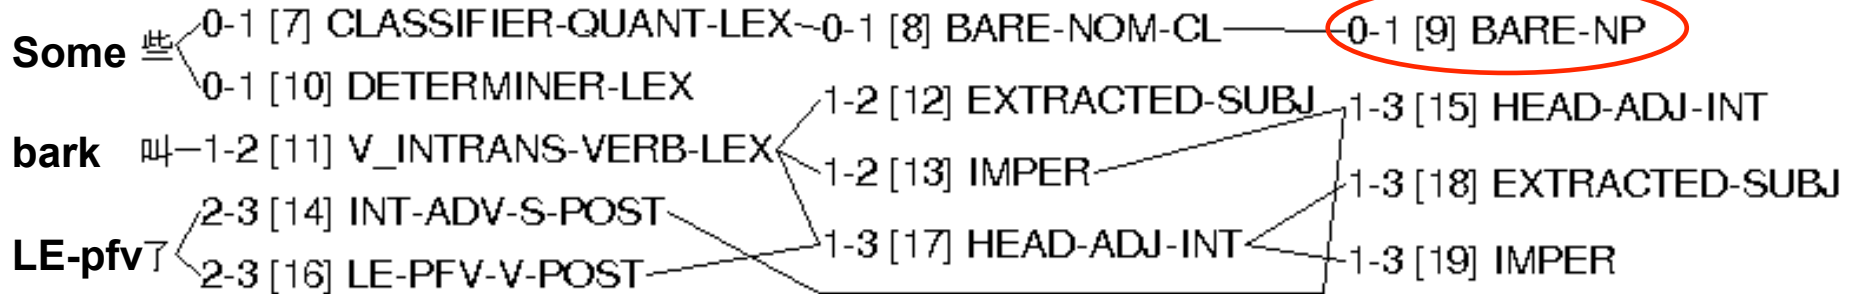 Some 些 0-1 [7] CLASSIFIER-QUANT-LEX 0-1 [8] BARE-NOM-CL 0-1 [9] BARE-NP
0-1 [10] DETERMINER-LEX
1-2 [12] EXTRACTED-SUBJ 1-3 [15] HEAD-ADJ-INT
bark 叫 1-2 [11] V_INTRANS-VERB-LEX
1-2 [13] IMPER 1-3 [18] EXTRACTED-SUBJ
2-3 [14] INT-ADV-S-POST
LE-pfv 了 1-3 [17] HEAD-ADJ-INT 1-3 [19] IMPER
2-3 [16] LE-PFV-V-POST